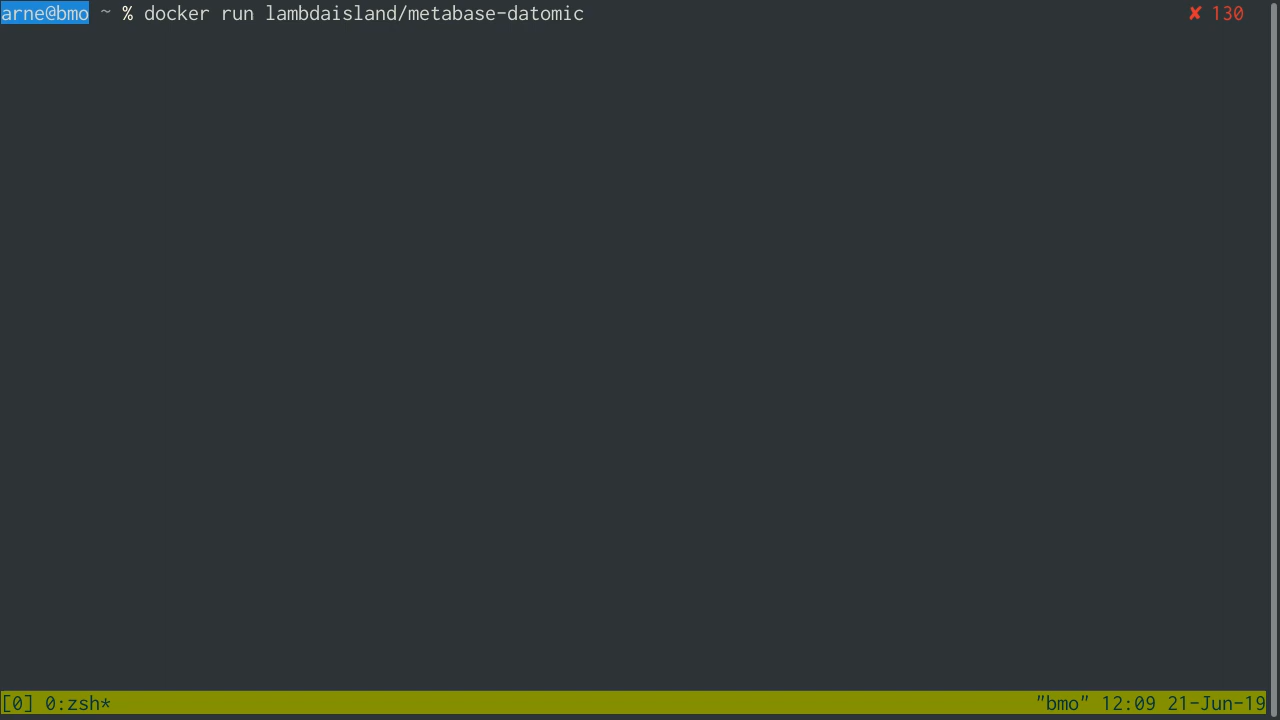 arne@bmo ~ % docker run lambdaisland/metabase-datomic ✘ 130
[0] 0:zsh* "bmo" 12:09 21-Jun-19